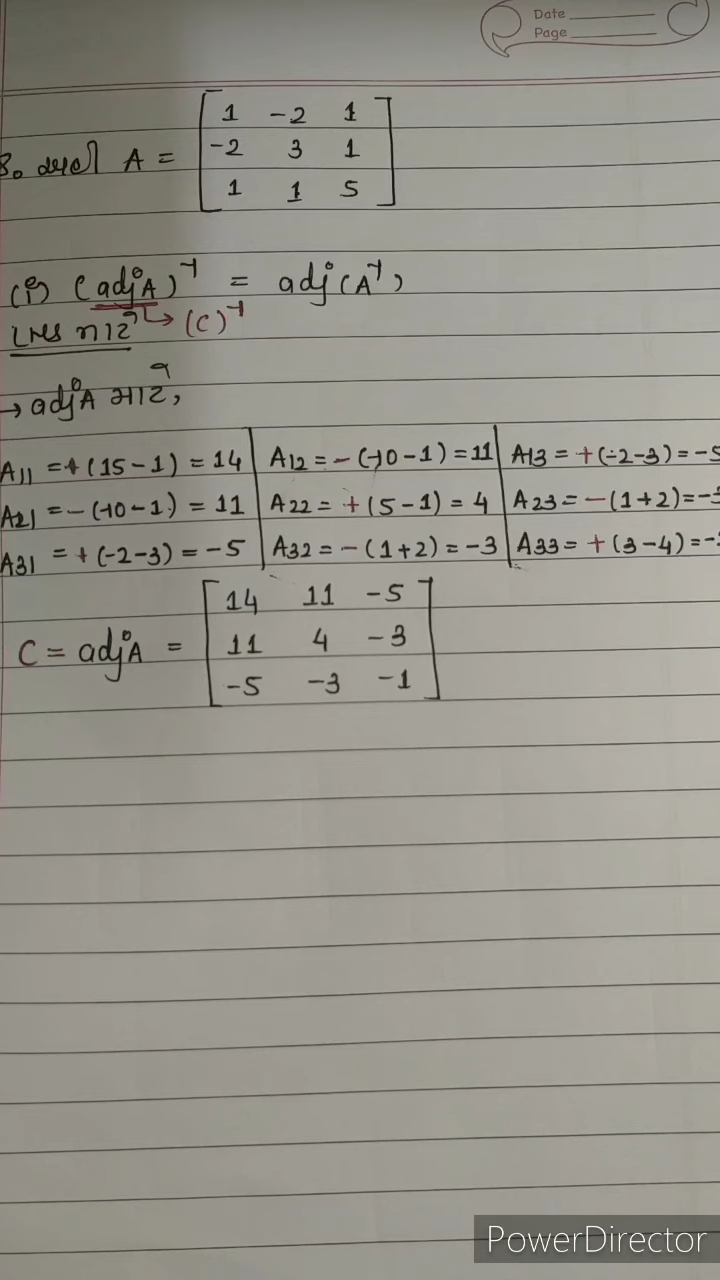 Date
Page
8. અહીં A = [ 1 -2 1
-2 3 1
1 1 5 ]
(i) (adjA)⁻¹ = adj(A⁻¹)
LHS માટે → (C)⁻¹
→ adjA માટે,
A11 = +(15-1) = 14 | A12 = -(-10-1) = 11 | A13 = +(-2-3) = -5
A21 = -(-10-1) = 11 | A22 = +(5-1) = 4 | A23 = -(1+2) = -3
A31 = +(-2-3) = -5 | A32 = -(1+2) = -3 | A33 = +(3-4) = -1
C = adjA = [ 14 11 -5
11 4 -3
-5 -3 -1 ]
PowerDirector